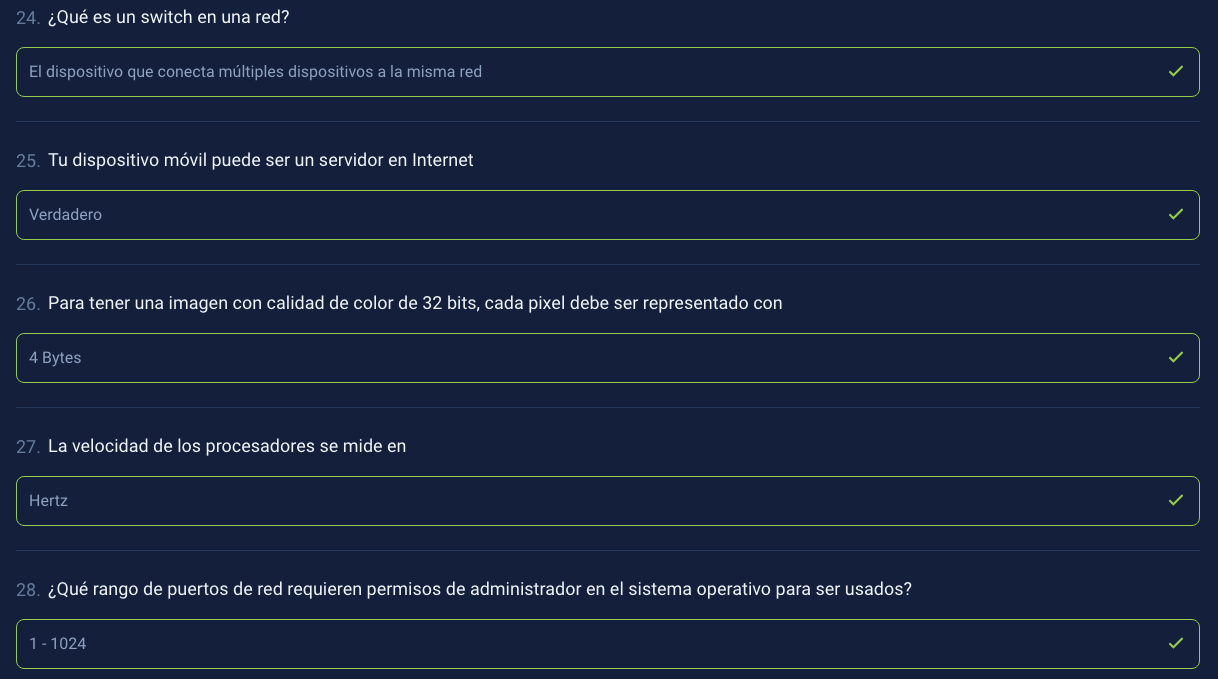 24. ¿Qué es un switch en una red?
El dispositivo que conecta múltiples dispositivos a la misma red
25. Tu dispositivo móvil puede ser un servidor en Internet
Verdadero
26. Para tener una imagen con calidad de color de 32 bits, cada pixel debe ser representado con
4 Bytes
27. La velocidad de los procesadores se mide en
Hertz
28. ¿Qué rango de puertos de red requieren permisos de administrador en el sistema operativo para ser usados?
1 - 1024